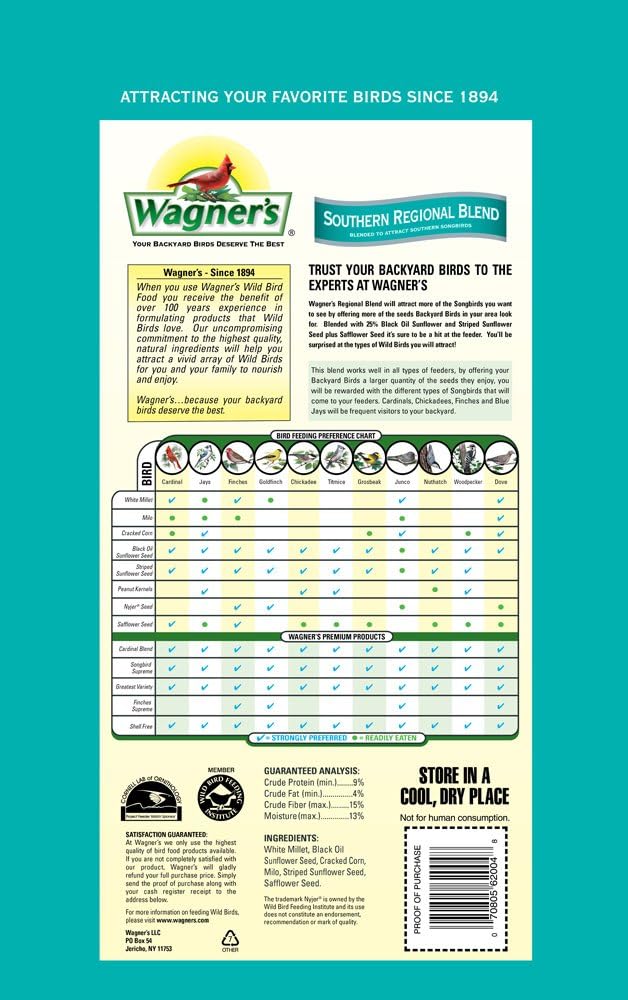 ATTRACTING YOUR FAVORITE BIRDS SINCE 1894
Wagner's ®
YOUR BACKYARD BIRDS DESERVE THE BEST
SOUTHERN REGIONAL BLEND
BLENDED TO ATTRACT SOUTHERN SONGBIRDS
Wagner's - Since 1894
When you use Wagner's Wild Bird
Food you receive the benefit of
over 100 years experience in
formulating products that Wild
Birds love. Our uncompromising
commitment to the highest quality,
natural ingredients will help you
attract a vivid array of Wild Birds
for you and your family to nourish
and enjoy.
Wagner's...because your backyard
birds deserve the best.
TRUST YOUR BACKYARD BIRDS TO THE
EXPERTS AT WAGNER'S
Wagner's Regional Blend will attract more of the Songbirds you want
to see by offering more of the seeds Backyard Birds in your area look
for. Blended with 25% Black Oil Sunflower and Striped Sunflower
Seed plus Safflower Seed it's sure to be a hit at the feeder. You'll be
surprised at the types of Wild Birds you will attract!
This blend works well in all types of feeders, by offering your
Backyard Birds a larger quantity of the seeds they enjoy, you
will be rewarded with the different types of Songbirds that will
come to your feeders. Cardinals, Chickadees, Finches and Blue
Jays will be frequent visitors to your backyard.
BIRD FEEDING PREFERENCE CHART
BIRD
Cardinal Jays Finches Goldfinch Chickadee Titmice Grosbeak Junco Nuthatch Woodpecker Dove
White Millet ✓ ● ✓ ● ✓ ✓
Milo ● ● ● ● ✓
Cracked Corn ● ✓ ● ✓ ● ✓
Black Oil
Sunflower Seed ✓ ✓ ✓ ✓ ✓ ✓ ✓ ● ✓ ✓ ✓
Striped
Sunflower Seed ✓ ✓ ✓ ✓ ✓ ✓ ✓ ● ✓ ✓
Peanut Kernels ✓ ✓ ✓ ● ✓
Nyjer® Seed ✓ ✓ ● ●
Safflower Seed ✓ ● ✓ ● ● ● ● ● ●
WAGNER'S PREMIUM PRODUCTS
Cardinal Blend ✓ ✓ ✓ ✓ ✓ ✓ ✓ ✓ ✓ ✓ ✓
Songbird
Supreme ✓ ✓ ✓ ✓ ✓ ✓ ✓ ✓ ✓ ✓ ✓
Greatest Variety ✓ ✓ ✓ ✓ ✓ ✓ ✓ ✓ ✓ ✓ ✓
Finches
Supreme ✓ ✓ ✓ ✓
Shell Free ✓ ✓ ✓ ✓ ✓ ✓ ✓ ✓ ✓ ✓ ✓
✓ = STRONGLY PREFERRED ● = READILY EATEN
CORNELL LAB of ORNITHOLOGY
MEMBER
WILD BIRD FEEDING
INSTITUTE
SATISFACTION GUARANTEE:
At Wagner's we only use the highest
quality of bird food products available.
If you are not completely satisfied with
our product, Wagner's will gladly
refund your full purchase price. Simply
send the proof of purchase along with
your cash register receipt to the
address below.
For more information on feeding Wild Birds,
please visit www.wagners.com
Wagner's LLC
PO Box 54
Jericho, NY 11753
7
OTHER
GUARANTEED ANALYSIS:
Crude Protein (min.)........9%
Crude Fat (min.)...............4%
Crude Fiber (max.).........15%
Moisture(max.)..............13%
INGREDIENTS:
White Millet, Black Oil
Sunflower Seed, Cracked Corn,
Milo, Striped Sunflower Seed,
Safflower Seed.
The trademark Nyjer® is owned by the
Wild Bird Feeding Institute and its use
does not constitute an endorsement,
recommendation or mark of quality.
STORE IN A
COOL, DRY PLACE
Not for human consumption.
PROOF OF PURCHASE
0 70805 62004 8